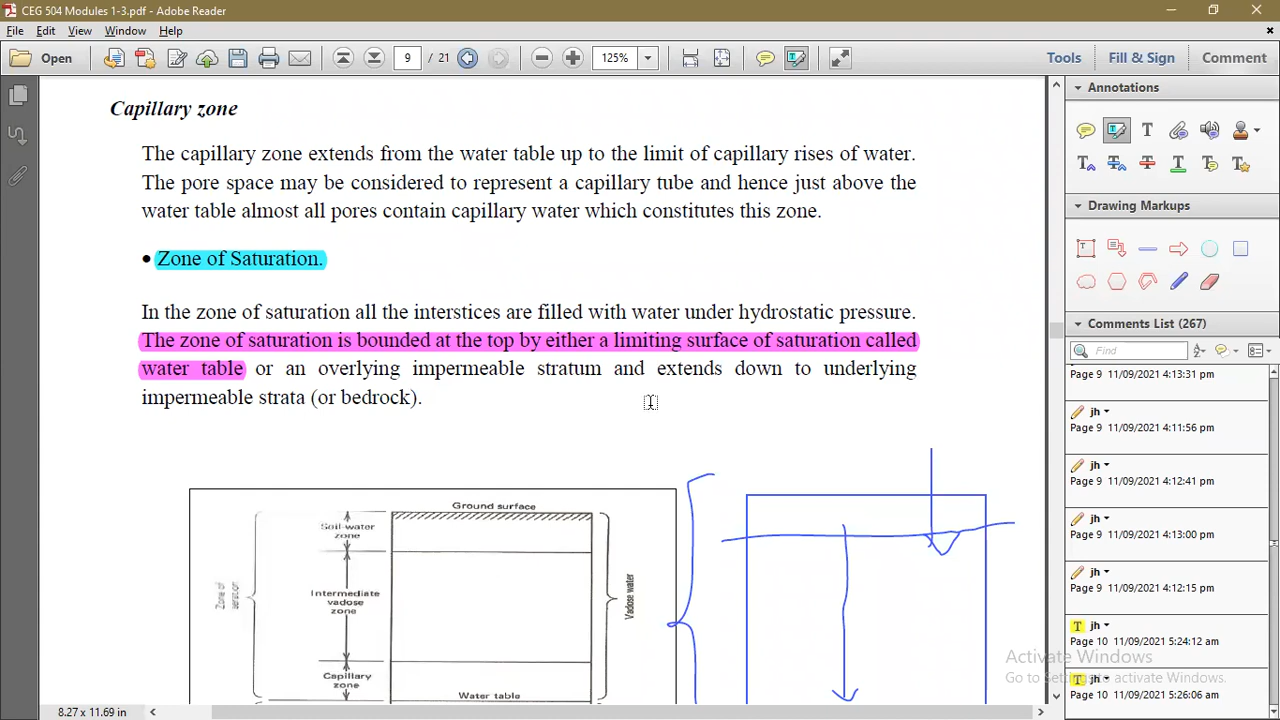 CEG 504 Modules 1-3.pdf - Adobe Reader
File Edit View Window Help
Open 9 / 21 125% Tools Fill & Sign Comment
Capillary zone
The capillary zone extends from the water table up to the limit of capillary rises of water.
The pore space may be considered to represent a capillary tube and hence just above the
water table almost all pores contain capillary water which constitutes this zone.
• Zone of Saturation.
In the zone of saturation all the interstices are filled with water under hydrostatic pressure.
The zone of saturation is bounded at the top by either a limiting surface of saturation called
water table or an overlying impermeable stratum and extends down to underlying
impermeable strata (or bedrock).
Ground surface
Soil-water
zone
Zone of
aeration
Intermediate
vadose
zone
Vadose water
Capillary
zone
Water table
8.27 x 11.69 in
Annotations
Drawing Markups
Comments List (267)
Find
Page 9 11/09/2021 4:13:31 pm
jh
Page 9 11/09/2021 4:11:56 pm
jh
Page 9 11/09/2021 4:12:41 pm
jh
Page 9 11/09/2021 4:13:00 pm
jh
Page 9 11/09/2021 4:12:15 pm
jh
Page 10 11/09/2021 5:24:12 am
jh
Page 10 11/09/2021 5:26:06 am
Activate Windows
Go to Settings to activate Windows.